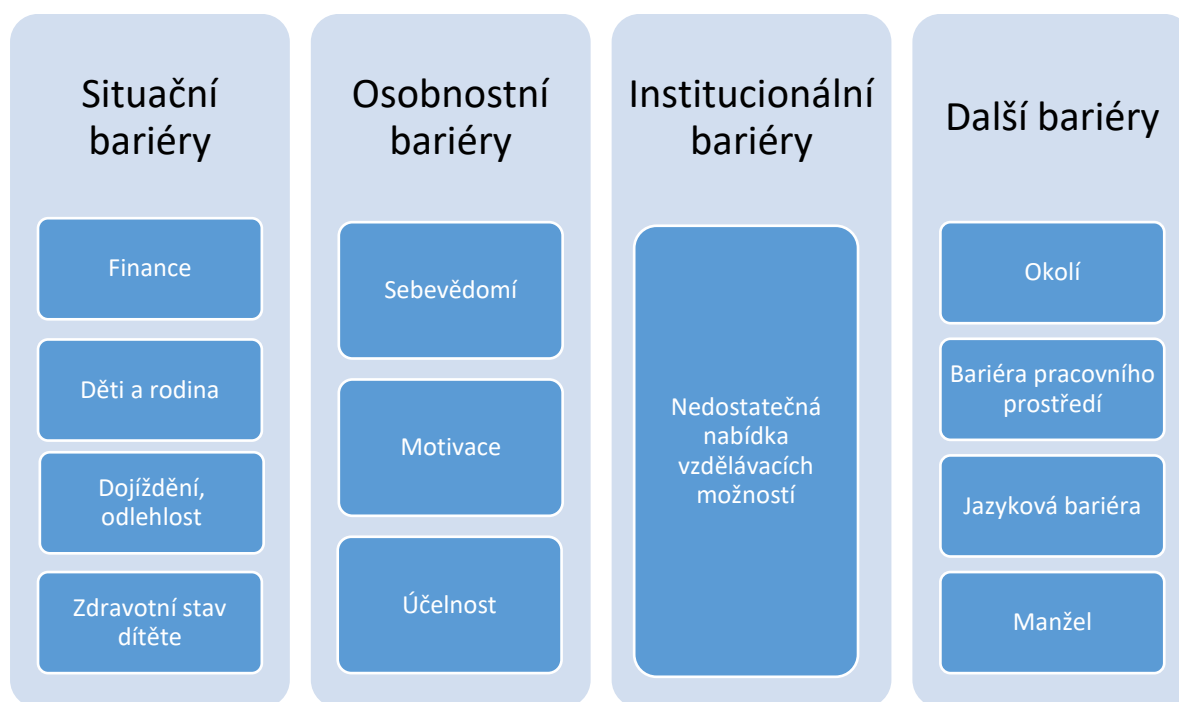 Situační
bariéry
Finance
Děti a rodina
Dojíždění,
odlehlost
Zdravotní stav
dítěte
Osobnostní
bariéry
Sebevědomí
Motivace
Účelnost
Institucionální
bariéry
Nedostatečná
nabídka
vzdělávacích
možností
Další bariéry
Okolí
Bariéra pracovního
prostředí
Jazyková bariéra
Manžel